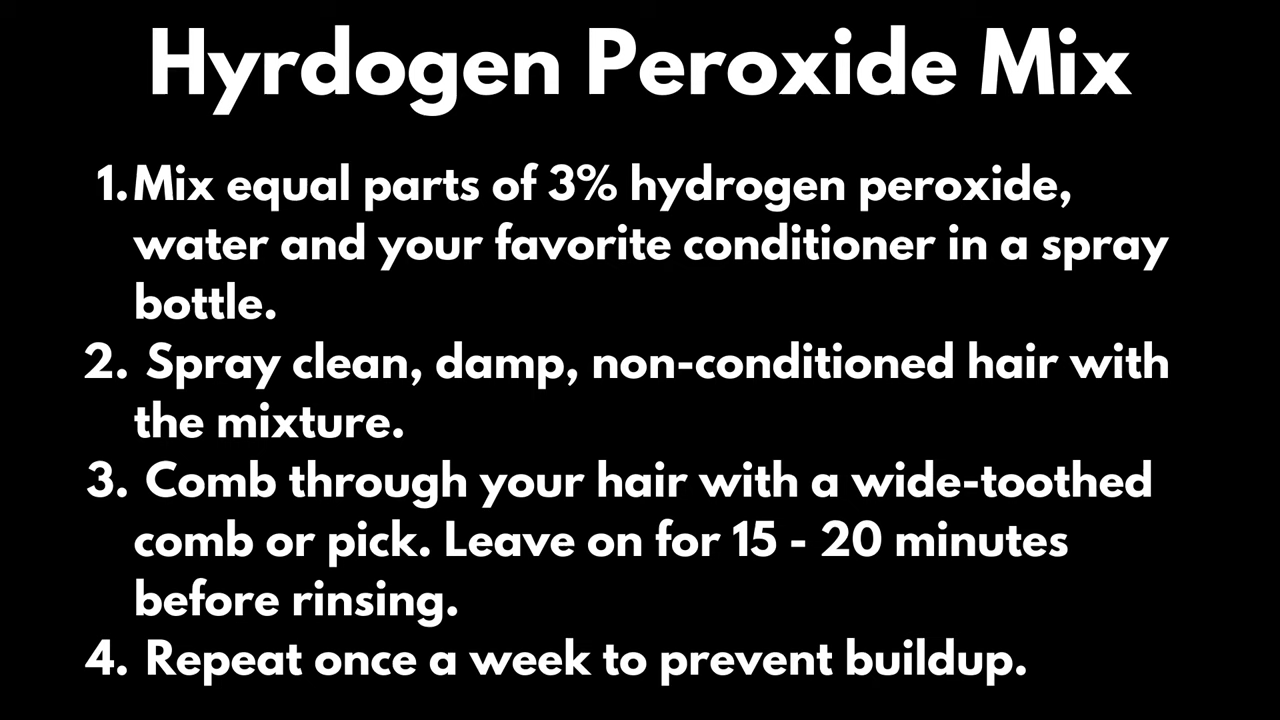 Hyrdogen Peroxide Mix
1. Mix equal parts of 3% hydrogen peroxide,
water and your favorite conditioner in a spray
bottle.
2. Spray clean, damp, non-conditioned hair with
the mixture.
3. Comb through your hair with a wide-toothed
comb or pick. Leave on for 15 - 20 minutes
before rinsing.
4. Repeat once a week to prevent buildup.